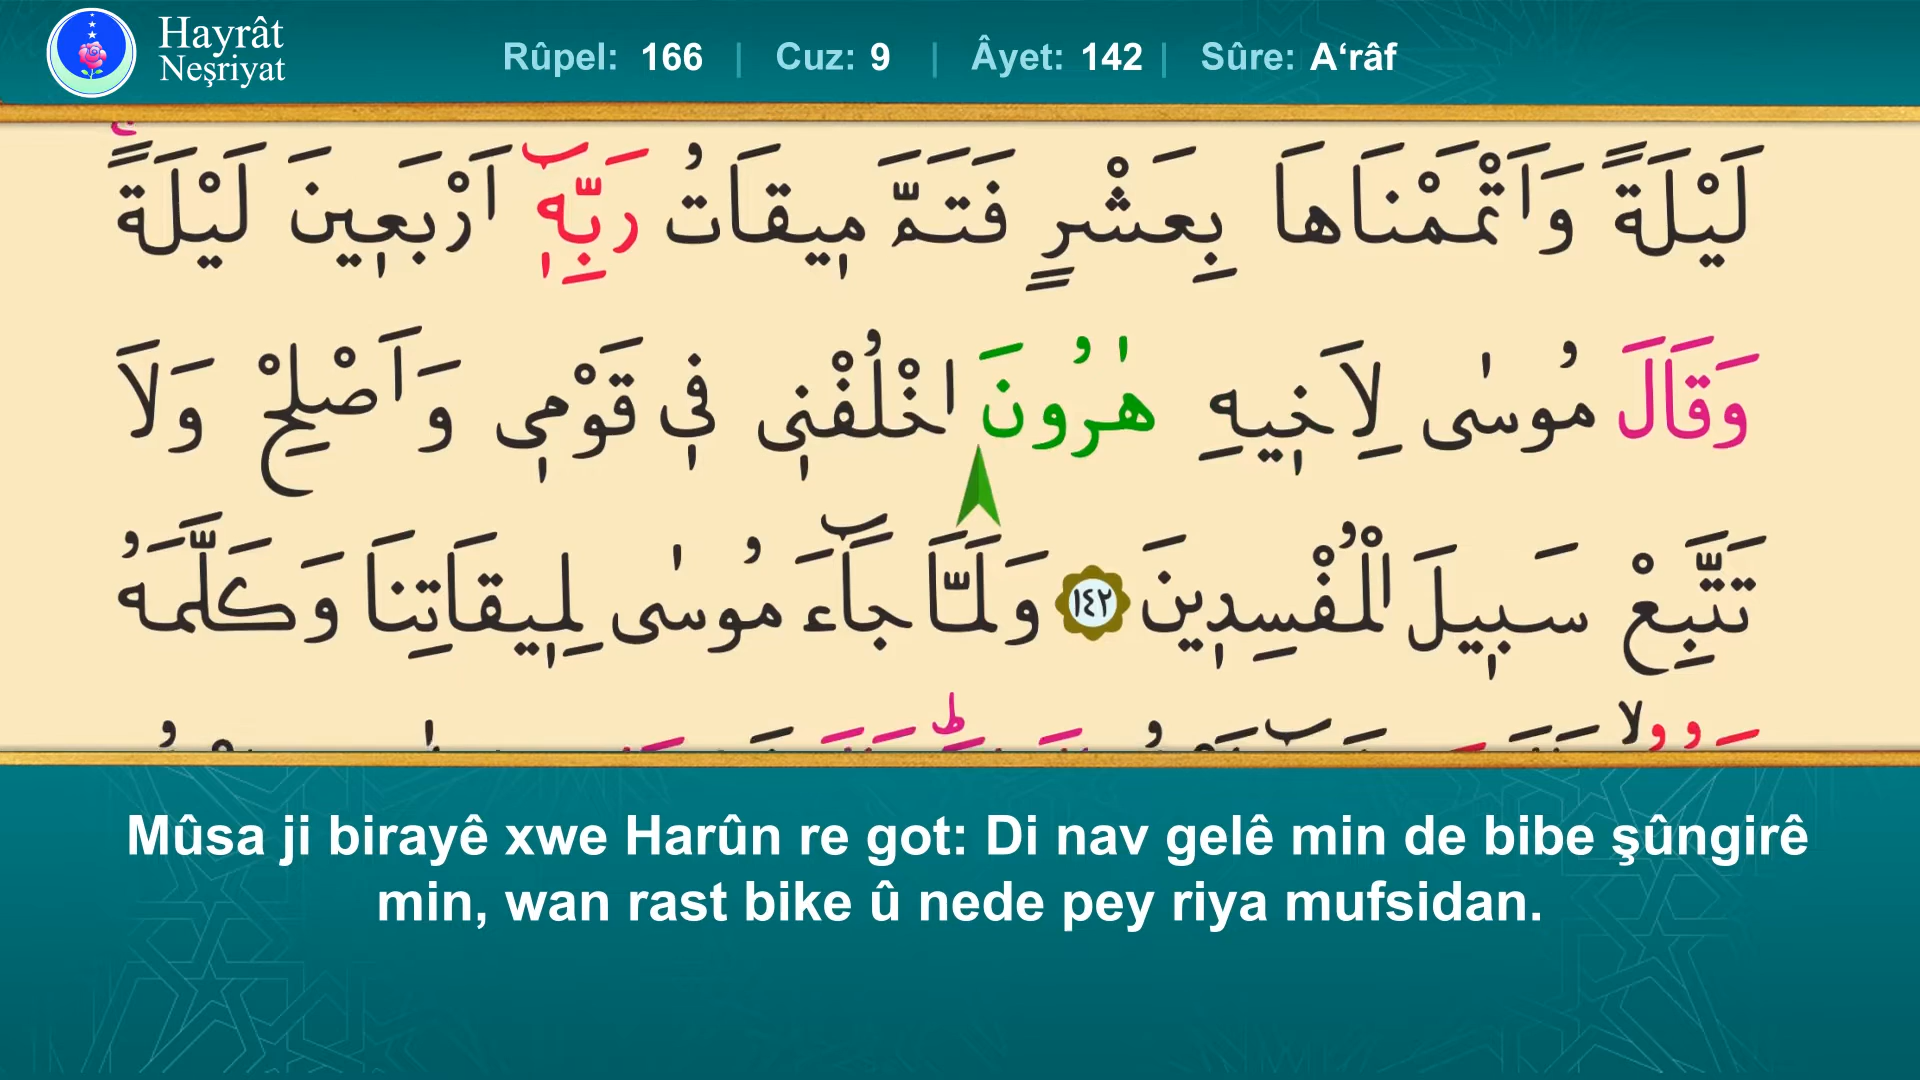 Hayrât
Neşriyat
Rûpel: 166 | Cuz: 9 | Âyet: 142 | Sûre: A‘râf
لَيْلَةً وَاَتْمَمْنَاهَا بِعَشْرٍ فَتَمَّ م۪يقَاتُ رَبِّه۪ٓ اَرْبَع۪ينَ لَيْلَةًۚ
وَقَالَ مُوسٰى لِاَخ۪يهِ هٰرُونَ اخْلُفْن۪ى ف۪ى قَوْم۪ى وَاَصْلِحْ وَلَا
تَتَّبِعْ سَب۪يلَ الْمُفْسِد۪ينَ ﴿١٤٢﴾ وَلَمَّا جَٓاءَ مُوسٰى لِم۪يقَاتِنَا وَكَلَّمَهُ
Mûsa ji birayê xwe Harûn re got: Di nav gelê min de bibe şûngirê
min, wan rast bike û nede pey riya mufsidan.